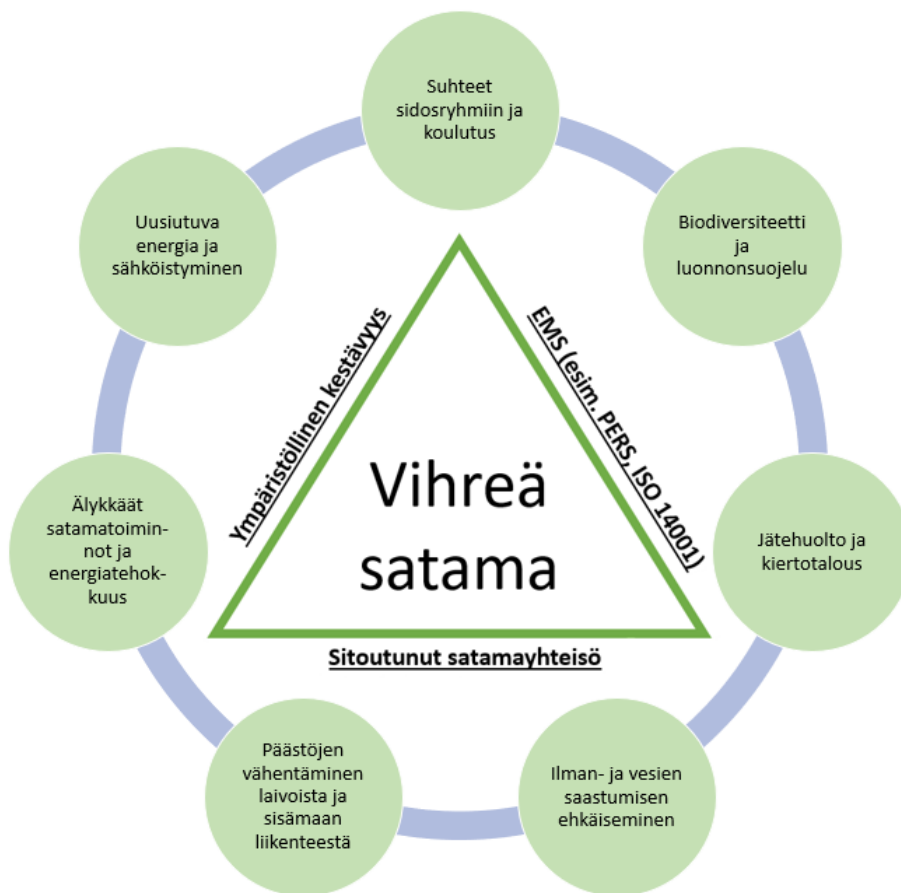 Suhteet
sidosryhmiin ja
koulutus
Biodiversiteetti
ja
luonnonsuojelu
Jätehuolto ja
kiertotalous
Ilman- ja vesien
saastumisen
ehkäiseminen
Päästöjen
vähentäminen
laivoista ja
sisämaan
liikenteestä
Älykkäät
satamatoimin-
not ja
energiatehok-
kuus
Uusiutuva
energia ja
sähköistyminen
Ympäristöllinen kestävyys
EMS (esim. PERS, ISO 14001)
Sitoutunut satamayhteisö
Vihreä
satama